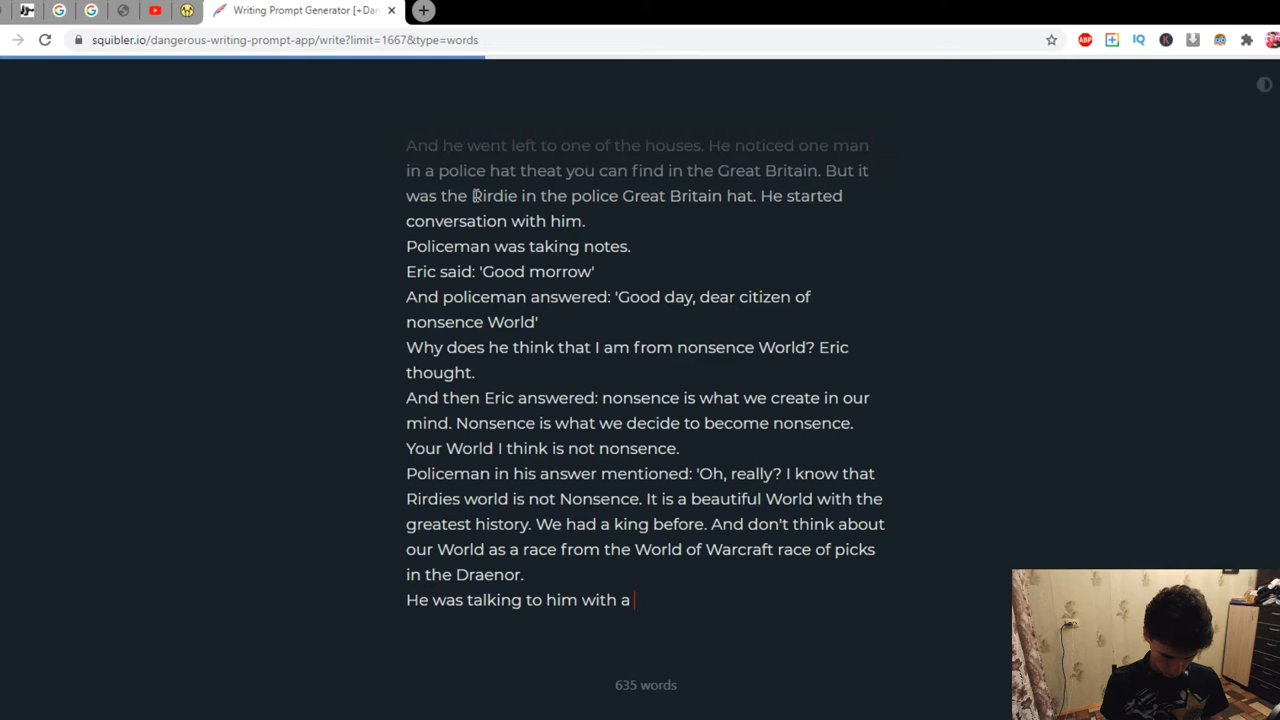 Writing Prompt Generator [+Dan
squibler.io/dangerous-writing-prompt-app/write?limit=1667&type=words
ABP
IQ
K
And he went left to one of the houses. He noticed one man
in a police hat theat you can find in the Great Britain. But it
was the Rirdie in the police Great Britain hat. He started
conversation with him.
Policeman was taking notes.
Eric said: 'Good morrow'
And policeman answered: 'Good day, dear citizen of
nonsence World'
Why does he think that I am from nonsence World? Eric
thought.
And then Eric answered: nonsence is what we create in our
mind. Nonsence is what we decide to become nonsence.
Your World I think is not nonsence.
Policeman in his answer mentioned: 'Oh, really? I know that
Rirdies world is not Nonsence. It is a beautiful World with the
greatest history. We had a king before. And don't think about
our World as a race from the World of Warcraft race of picks
in the Draenor.
He was talking to him with a
635 words